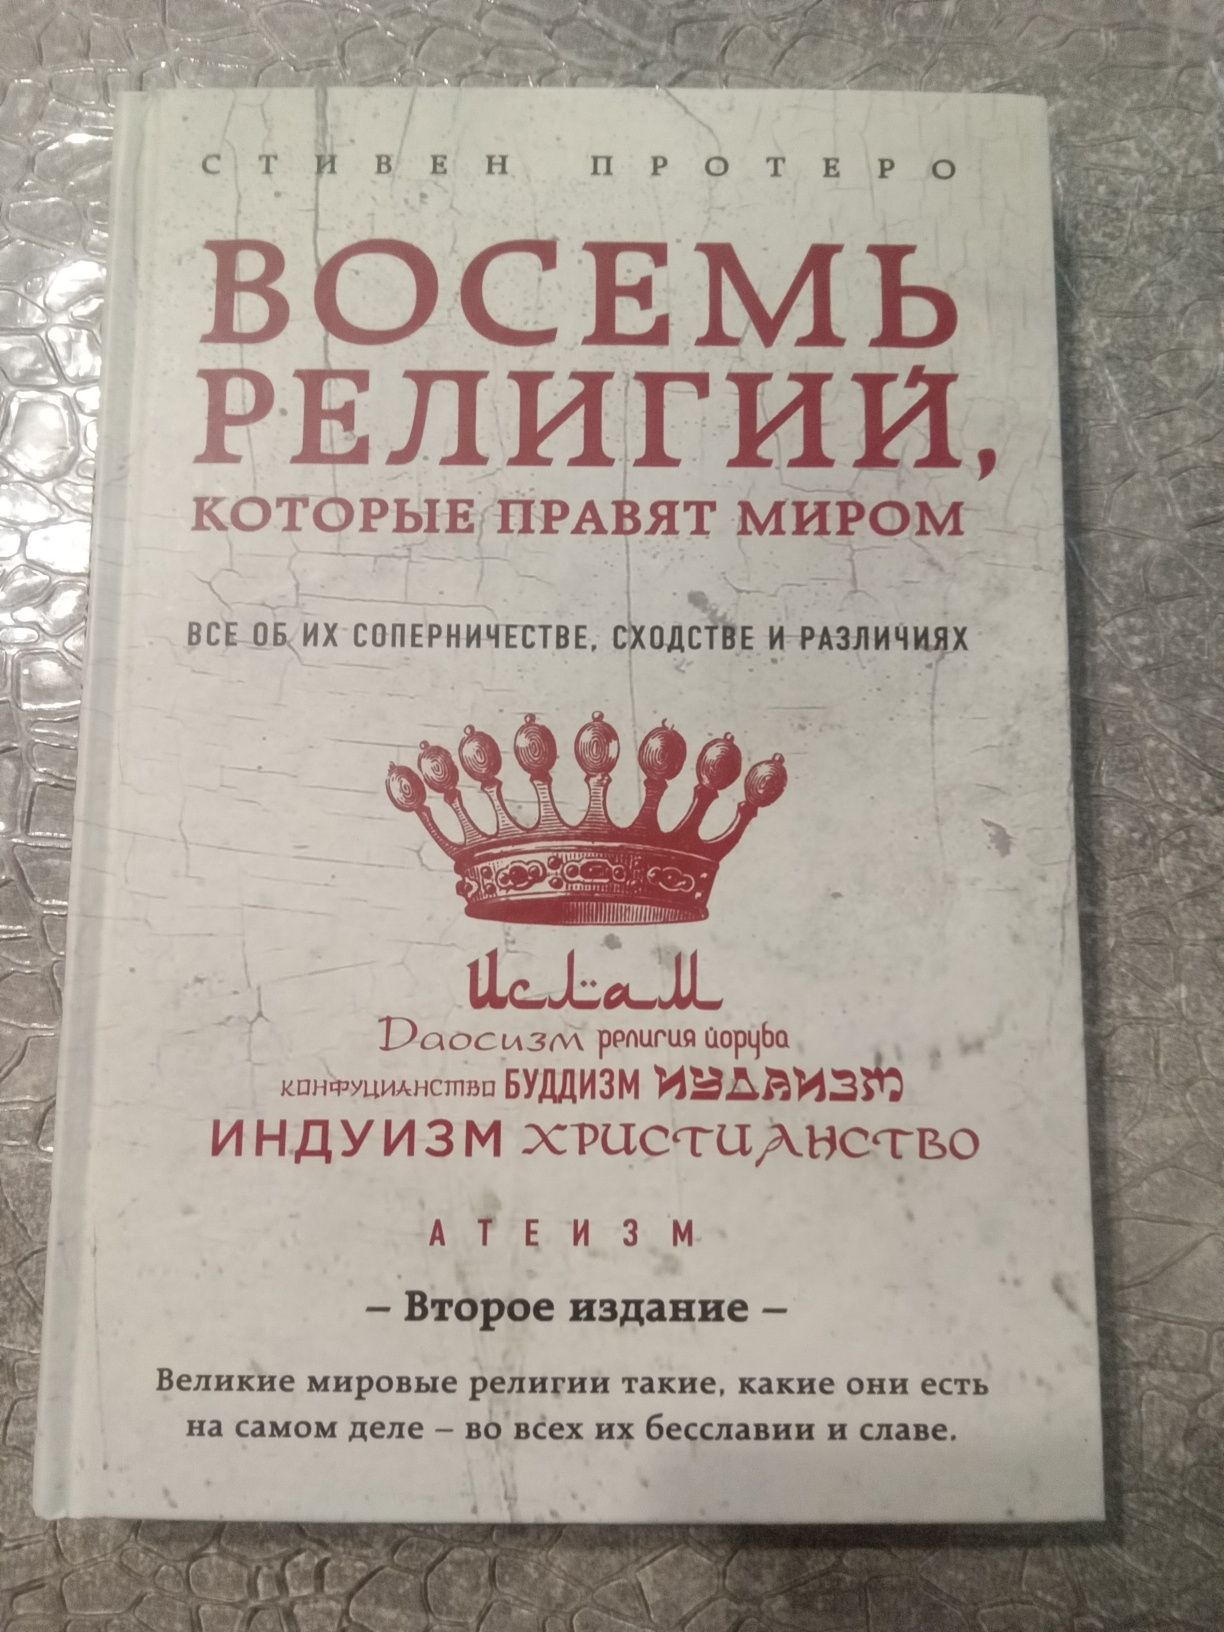 СТИВЕН ПРОТЕРО
ВОСЕМЬ
РЕЛИГИЙ,
КОТОРЫЕ ПРАВЯТ МИРОМ
ВСЕ ОБ ИХ СОПЕРНИЧЕСТВЕ, СХОДСТВЕ И РАЗЛИЧИЯХ
Ислам
Даосизм религия йоруба
КОНФУЦИАНСТВО БУДДИЗМ ИУДАИЗМ
ИНДУИЗМ ХРИСТИАНСТВО
АТЕИЗМ
– Второе издание –
Великие мировые религии такие, какие они есть
на самом деле – во всех их бесславии и славе.